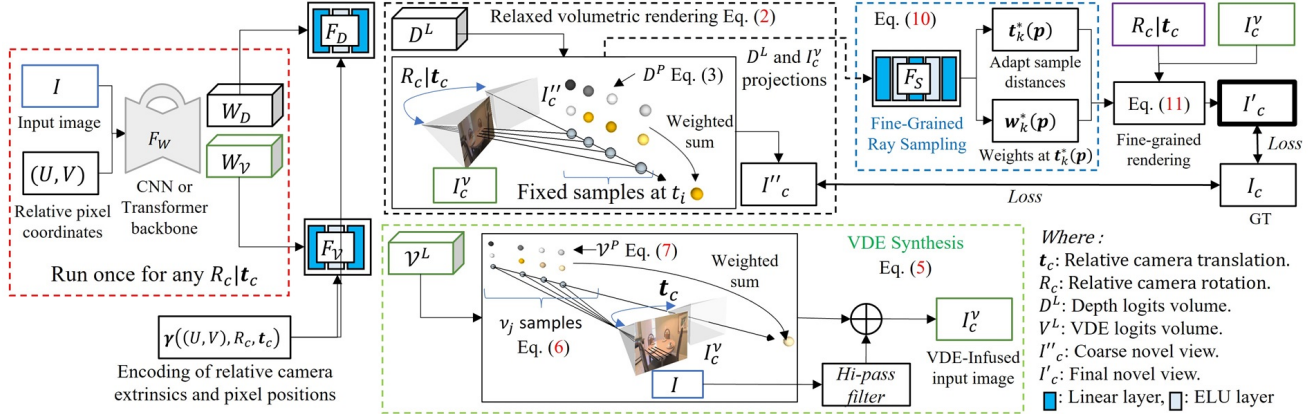 I
Input image
(U, V)
Relative pixel
coordinates
F_W
CNN or
Transformer
backbone
W_D
W_𝒱
Run once for any R_c|t_c
γ((U, V), R_c, t_c)
Encoding of relative camera
extrinsics and pixel positions
F_D
F_𝒱
Relaxed volumetric rendering Eq. (2)
D^L
R_c|t_c
I_c''
D^P Eq. (3)
Weighted
sum
I_c^ν
Fixed samples at t_i
D^L and
I_c^ν
projections
I''_c
Eq. (10)
F_S
Fine-Grained
Ray Sampling
t_k^*(p)
Adapt sample
distances
w_k^*(p)
Weights at t_k^*(p)
R_c|t_c
I_c^ν
Eq. (11)
Fine-grained
rendering
I'_c
Loss
Loss
I_c
GT
𝒱^L
𝒱^P Eq. (7)
ν_j samples
Eq. (6)
t_c
I_c^ν
I
Weighted
sum
VDE Synthesis
Eq. (5)
Hi-pass
filter
I_c^ν
VDE-Infused
input image
Where :
t_c: Relative camera translation.
R_c: Relative camera rotation.
D^L: Depth logits volume.
V^L: VDE logits volume.
I''_c: Coarse novel view.
I'_c: Final novel view.
: Linear layer, : ELU layer